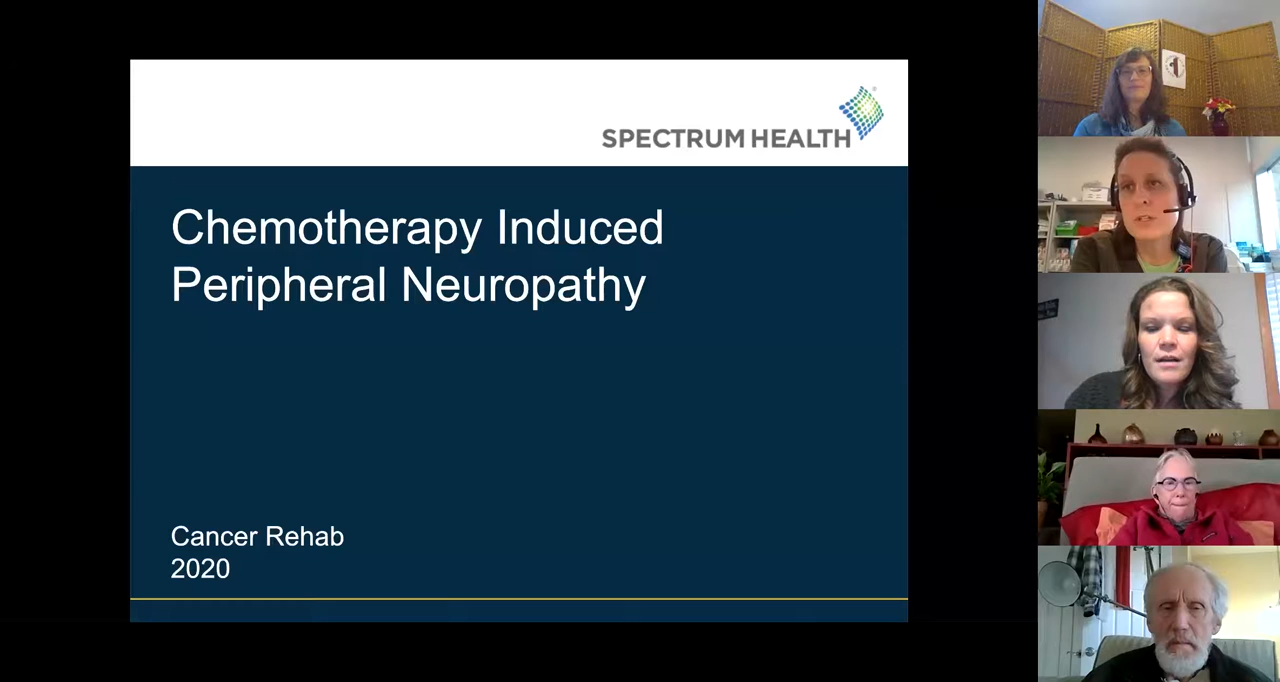 SPECTRUM HEALTH®
Chemotherapy Induced
Peripheral Neuropathy
Cancer Rehab
2020